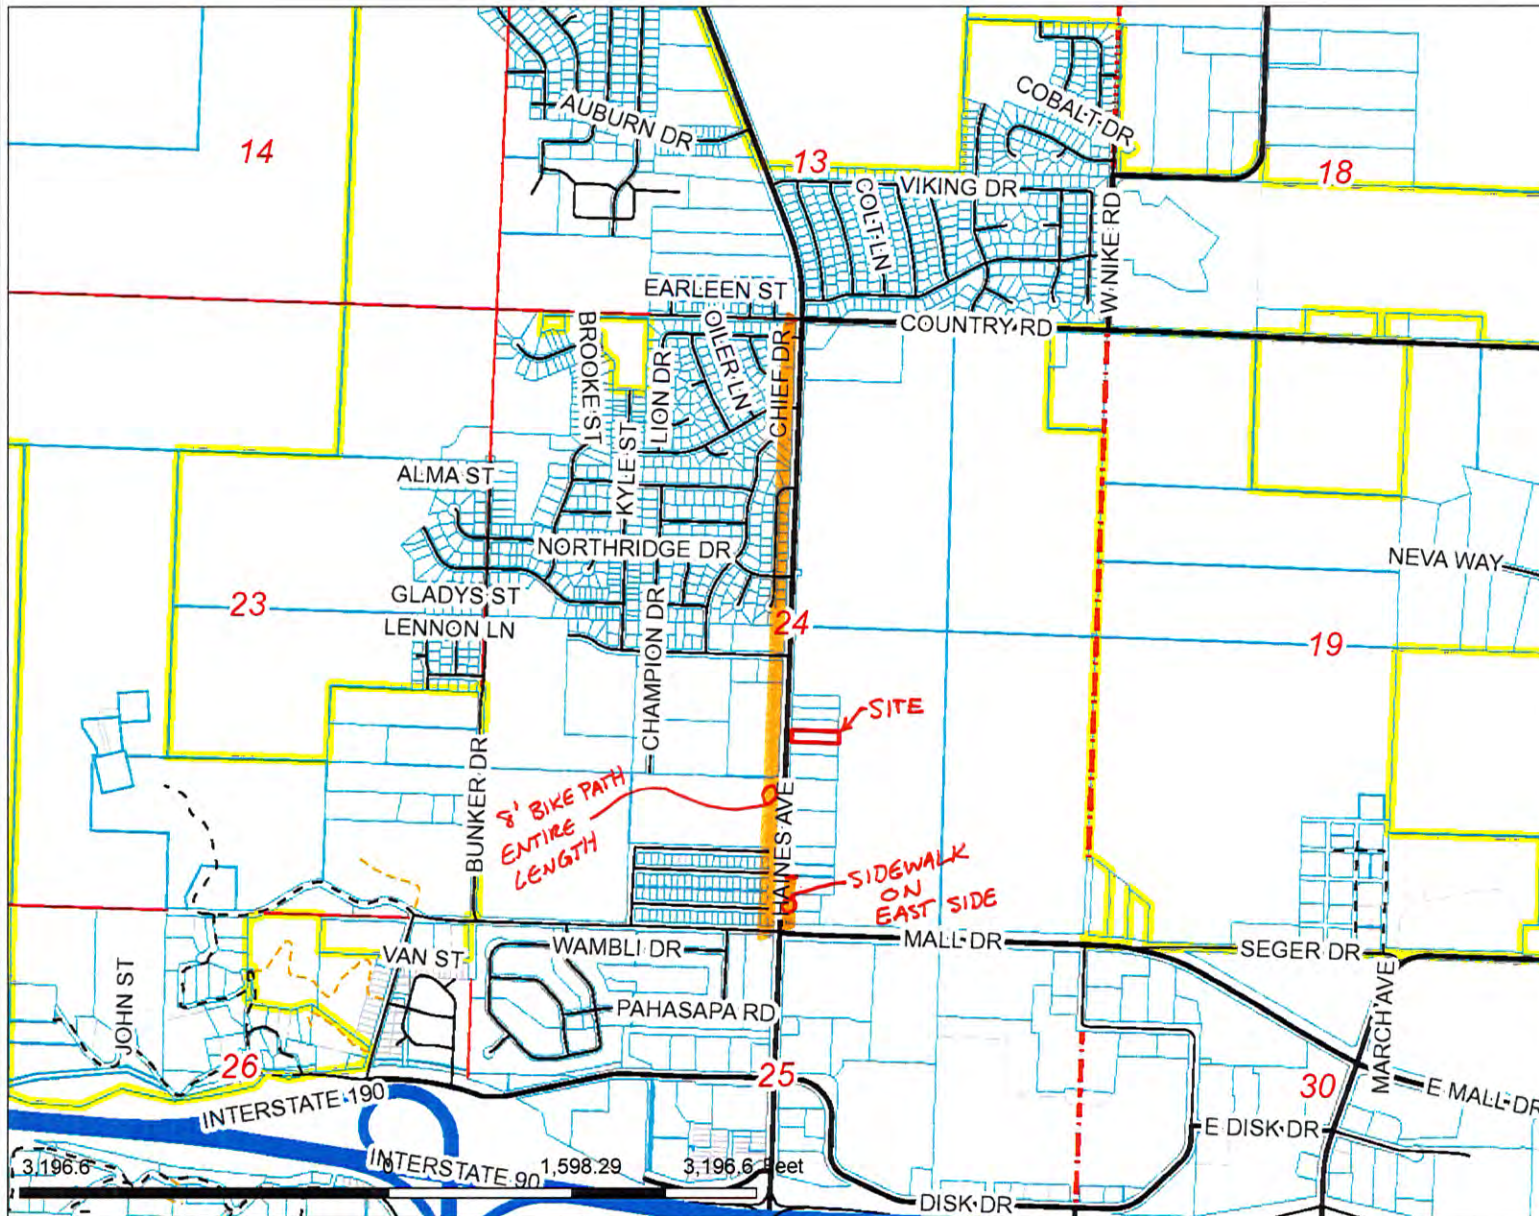 14
AUBURN DR
13
COBALT DR
18
VIKING DR
COLT LN
W NIKE RD
EARLEEN ST
COUNTRY RD
BROOKE ST
OILER LN
LION DR
CHIEF DR
KYLE ST
ALMA ST
NORTHRIDGE DR
NEVA WAY
23
GLADYS ST
LENNON LN
24
19
CHAMPION DR
SITE
BUNKER DR
8' BIKE PATH
ENTIRE
LENGTH
HAINES AVE
SIDEWALK
ON
EAST SIDE
VAN ST
WAMBLI DR
MALL DR
SEGER DR
JOHN ST
PAHASAPA RD
MARCH AVE
26
25
30
INTERSTATE 190
E MALL DR
E DISK DR
INTERSTATE 90
3,196.6 0 1,598.29 3,196.6 Feet
DISK DR